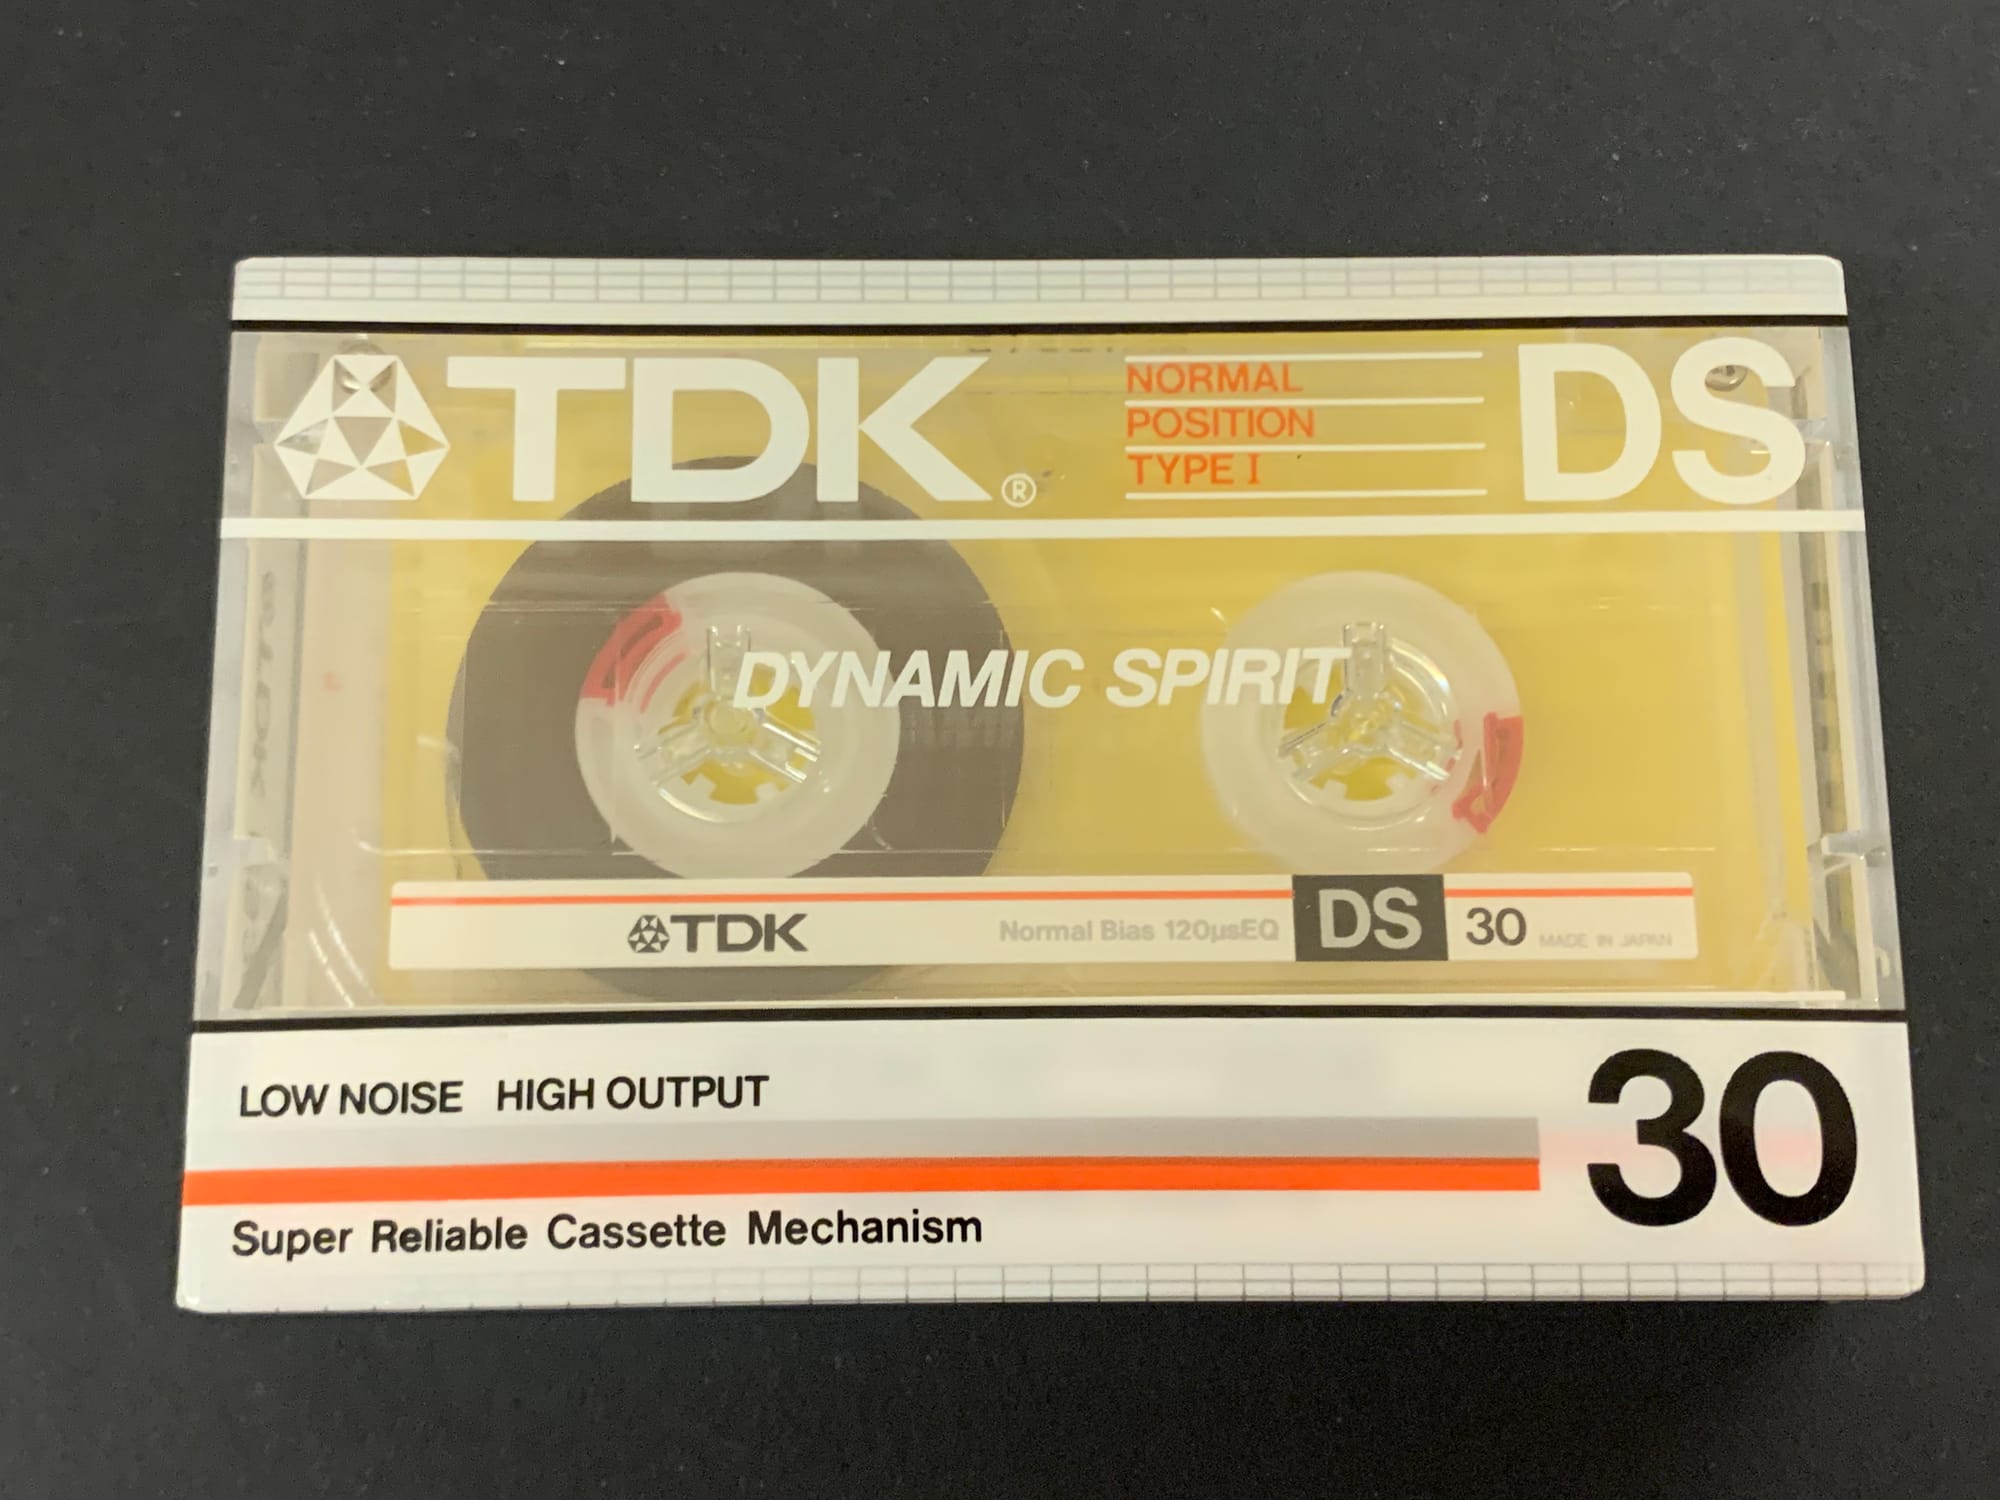 TDK®
NORMAL
POSITION
TYPE I
DS
DYNAMIC SPIRIT
TDK
Normal Bias 120µsEQ
DS
30
MADE IN JAPAN
LOW NOISE HIGH OUTPUT
30
Super Reliable Cassette Mechanism